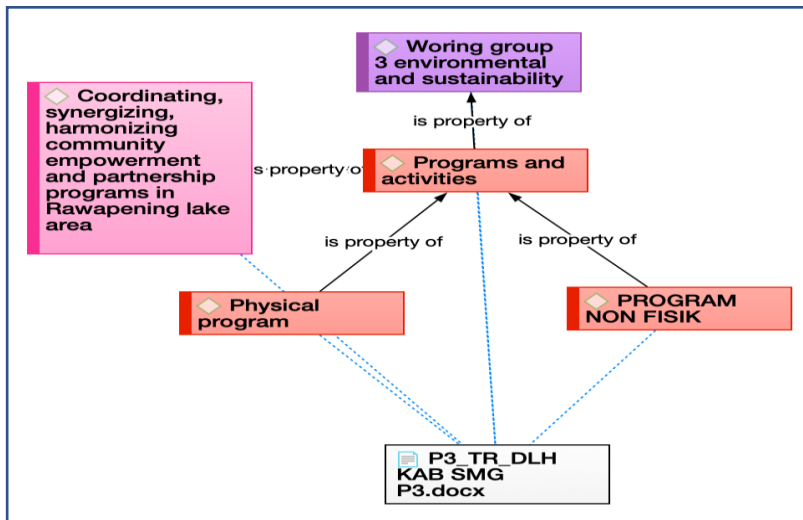 Woring group
3 environmental
and sustainability
is property of
Coordinating,
synergizing,
harmonizing
community
empowerment
and partnership
programs in
Rawapening lake
area
s property of
Programs and
activities
is property of
is property of
Physical
program
PROGRAM
NON FISIK
P3_TR_DLH
KAB SMG
P3.docx